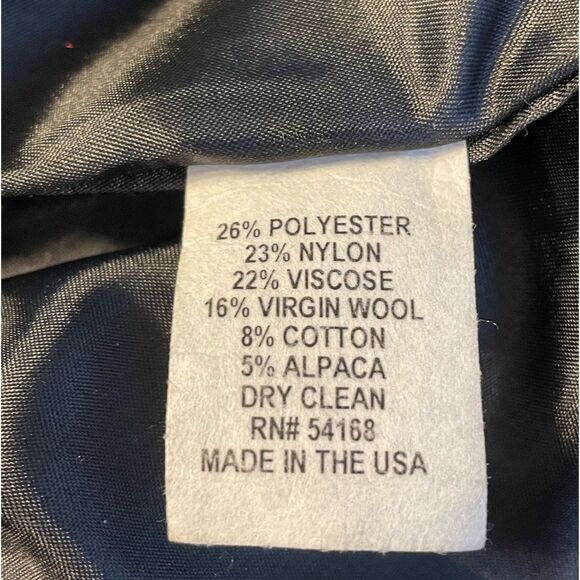 26% POLYESTER
23% NYLON
22% VISCOSE
16% VIRGIN WOOL
8% COTTON
5% ALPACA
DRY CLEAN
RN# 54168
MADE IN THE USA